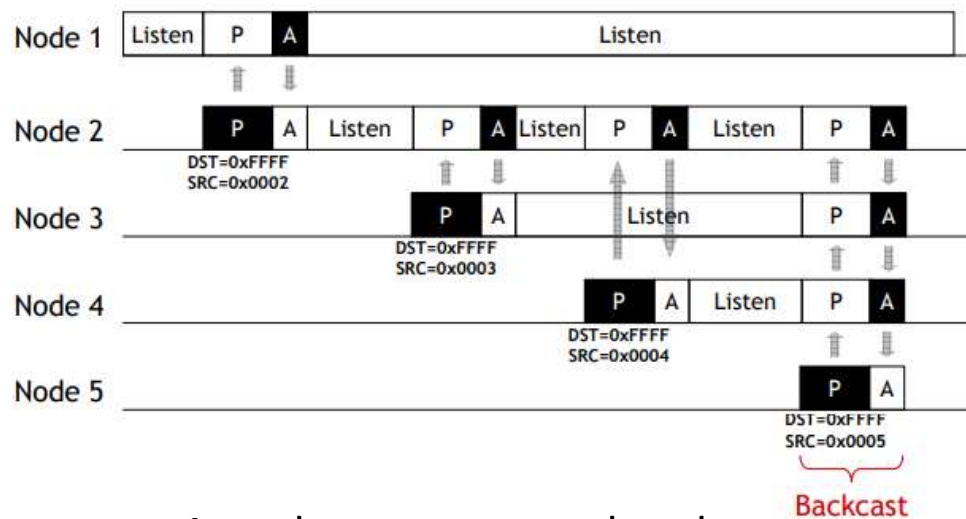 Node 1 Listen P A Listen
Node 2 P A Listen P A Listen P A Listen P A
DST=0xFFFF
SRC=0x0002
Node 3 P A Listen P A
DST=0xFFFF
SRC=0x0003
Node 4 P A Listen P A
DST=0xFFFF
SRC=0x0004
Node 5 P A
DST=0xFFFF
SRC=0x0005
Backcast